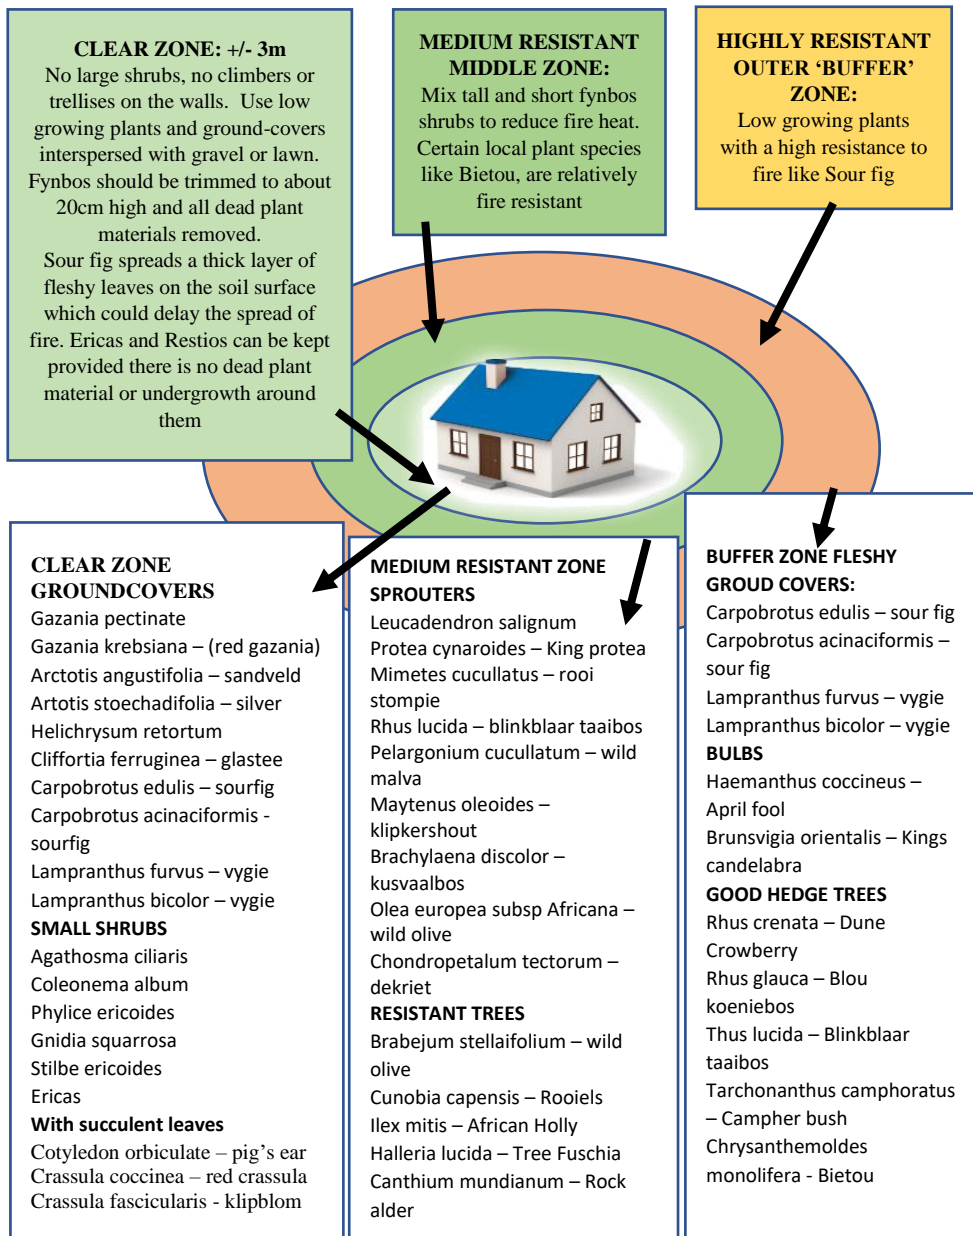 CLEAR ZONE: +/- 3m
No large shrubs, no climbers or
trellises on the walls.  Use low
growing plants and ground-covers
interspersed with gravel or lawn.
Fynbos should be trimmed to about
20cm high and all dead plant
materials removed.
Sour fig spreads a thick layer of
fleshy leaves on the soil surface
which could delay the spread of
fire. Ericas and Restios can be kept
provided there is no dead plant
material or undergrowth around
them
MEDIUM RESISTANT
MIDDLE ZONE:
Mix tall and short fynbos
shrubs to reduce fire heat.
Certain local plant species
like Bietou, are relatively
fire resistant
HIGHLY RESISTANT
OUTER ‘BUFFER’
ZONE:
Low growing plants
with a high resistance to
fire like Sour fig
CLEAR ZONE
GROUNDCOVERS
Gazania pectinate
Gazania krebsiana – (red gazania)
Arctotis angustifolia – sandveld
Artotis stoechadifolia – silver
Helichrysum retortum
Cliffortia ferruginea – glastee
Carpobrotus edulis – sourfig
Carpobrotus acinaciformis -
sourfig
Lampranthus furvus – vygie
Lampranthus bicolor – vygie
SMALL SHRUBS
Agathosma ciliaris
Coleonema album
Phylice ericoides
Gnidia squarrosa
Stilbe ericoides
Ericas
With succulent leaves
Cotyledon orbiculate – pig’s ear
Crassula coccinea – red crassula
Crassula fascicularis - klipblom
MEDIUM RESISTANT ZONE
SPROUTERS
Leucadendron salignum
Protea cynaroides – King protea
Mimetes cucullatus – rooi
stompie
Rhus lucida – blinkblaar taaibos
Pelargonium cucullatum – wild
malva
Maytenus oleoides –
klipkershout
Brachylaena discolor –
kusvaalbos
Olea europea subsp Africana –
wild olive
Chondropetalum tectorum –
dekriet
RESISTANT TREES
Brabejum stellaifolium – wild
olive
Cunobia capensis – Rooiels
Ilex mitis – African Holly
Halleria lucida – Tree Fuschia
Canthium mundianum – Rock
alder
BUFFER ZONE FLESHY
GROUD COVERS:
Carpobrotus edulis – sour fig
Carpobrotus acinaciformis –
sour fig
Lampranthus furvus – vygie
Lampranthus bicolor – vygie
BULBS
Haemanthus coccineus –
April fool
Brunsvigia orientalis – Kings
candelabra
GOOD HEDGE TREES
Rhus crenata – Dune
Crowberry
Rhus glauca – Blou
koeniebos
Thus lucida – Blinkblaar
taaibos
Tarchonanthus camphoratus
– Campher bush
Chrysanthemoldes
monolifera - Bietou